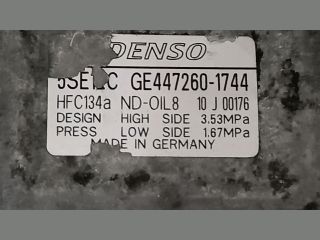 DENSO
GE447260-1744
HFC134a ND-OIL8 10 J 00176
DESIGN HIGH SIDE 3.53MPa
PRESS LOW SIDE 1.67MPa
MADE IN GERMANY